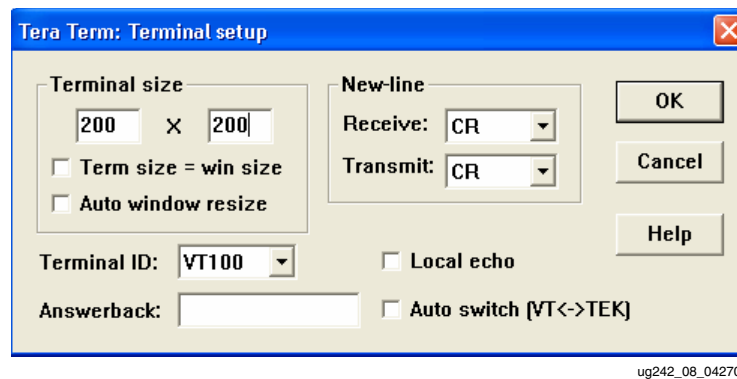 Tera Term: Terminal setup
Terminal size
200 X 200
Term size = win size
Auto window resize
New-line
Receive: CR
Transmit: CR
OK
Cancel
Help
Terminal ID: VT100
Local echo
Answerback:
Auto switch (VT<->TEK)
ug242_08_04270